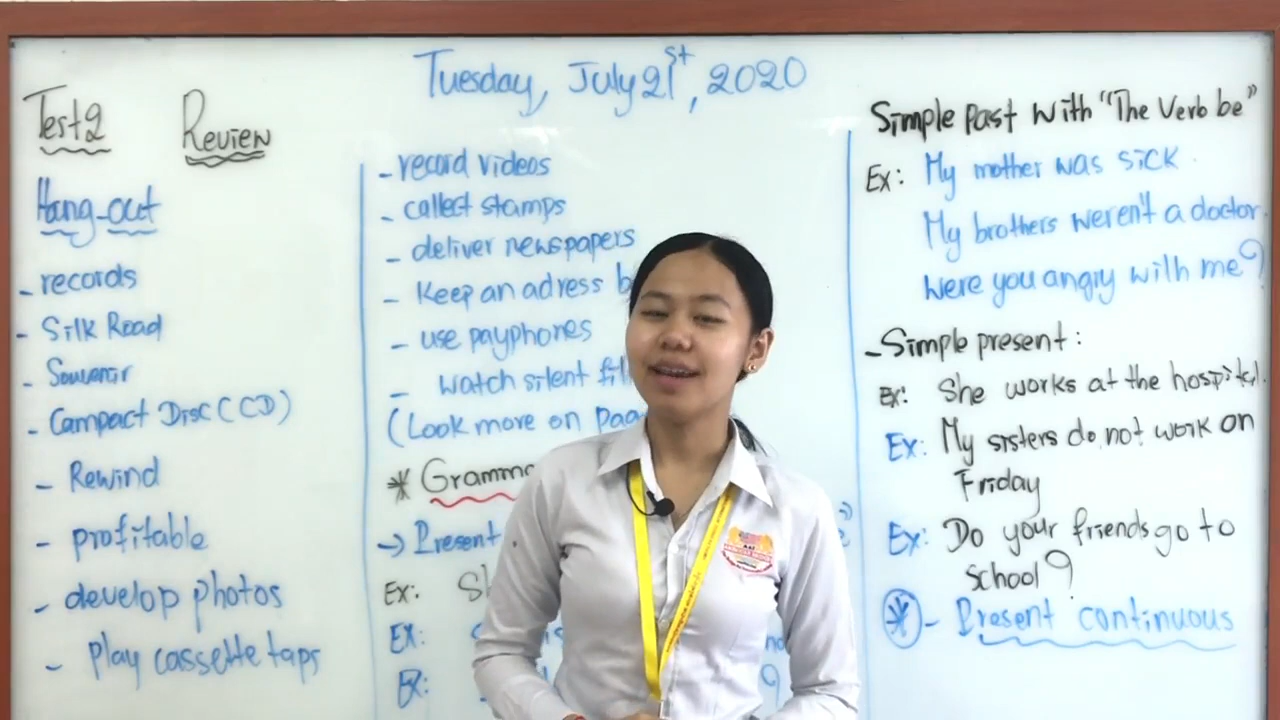 Tuesday, July 21st, 2020
Test2 Review
Hang-out
- records
- Silk Road
- Souvenir
- Compact Disc (CD)
- Rewind
- profitable
- develop photos
- Play cassette taps
- record videos
- collect stamps
- deliver newspapers
- Keep an adress b
- use payphones
- watch silent fil
(Look more on
* Gramma
-> Present
Ex:
Ex:
Ex:
Simple Past With "The Verb be"
Ex: My mother was sick.
My brothers weren't a doctor.
Were you angry with me?
- Simple present:
Ex: She works at the hospital.
Ex: My sisters do not work on
Friday
Ex: Do your friends go to
school?
* - Present continuous